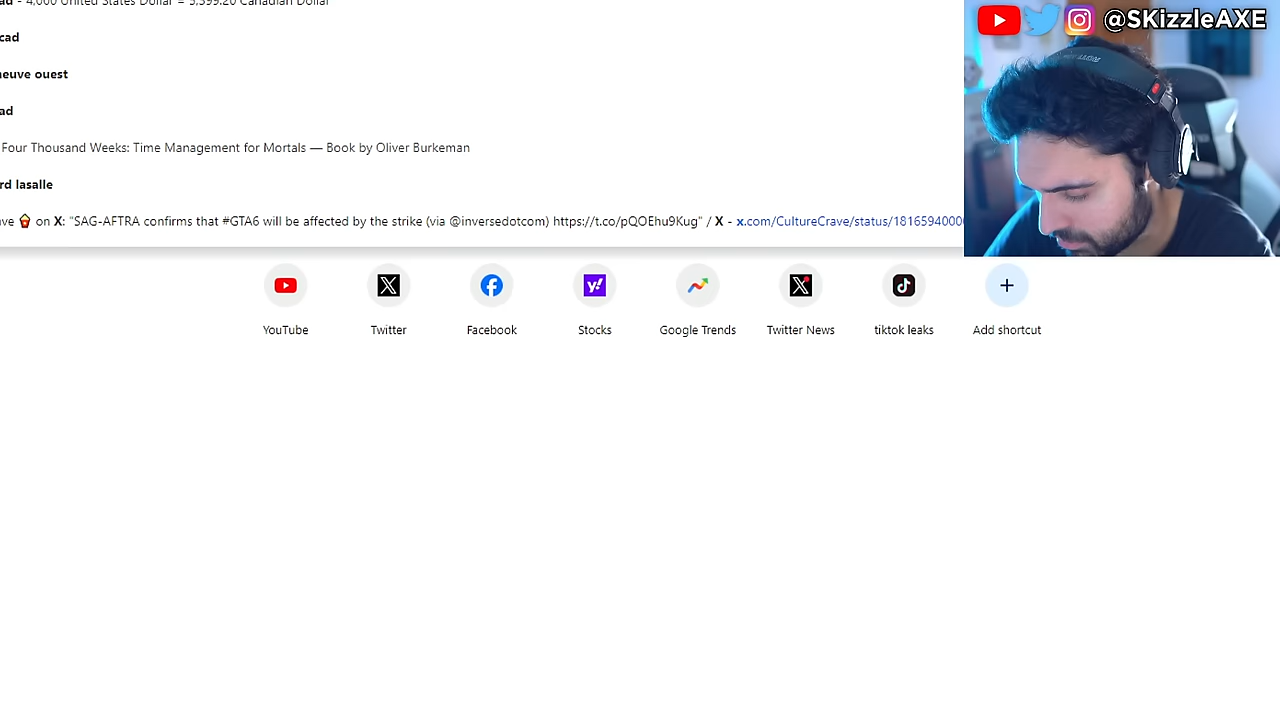 ad - 4,000 United States Dollar = 5,599.20 Canadian Dollar
@SKizzleAXE
cad
neuve ouest
ad
Four Thousand Weeks: Time Management for Mortals — Book by Oliver Burkeman
rd lasalle
ave on X: "SAG-AFTRA confirms that #GTA6 will be affected by the strike (via @inversedotcom) https://t.co/pQOEhu9Kug" / X - x.com/CultureCrave/status/1816594000
YouTube
Twitter
Facebook
Stocks
Google Trends
Twitter News
tiktok leaks
Add shortcut